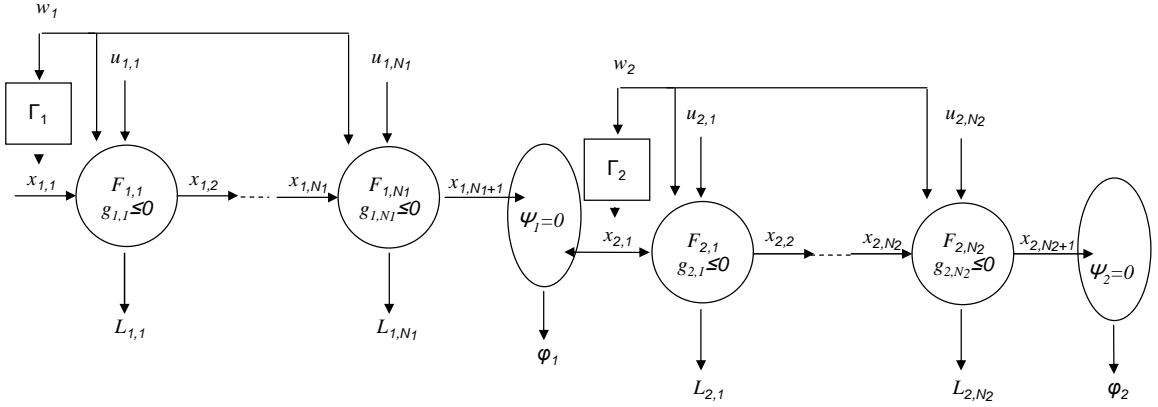 w1
u1,1
u1,N1
Γ1
x1,1
F1,1
g1,1≤0
x1,2
x1,N1
F1,N1
g1,N1≤0
x1,N1+1
Ψ1=0
L1,1
L1,N1
φ1
w2
u2,1
u2,N2
Γ2
x2,1
F2,1
g2,1≤0
x2,2
x2,N2
F2,N2
g2,N2≤0
x2,N2+1
Ψ2=0
L2,1
L2,N2
φ2